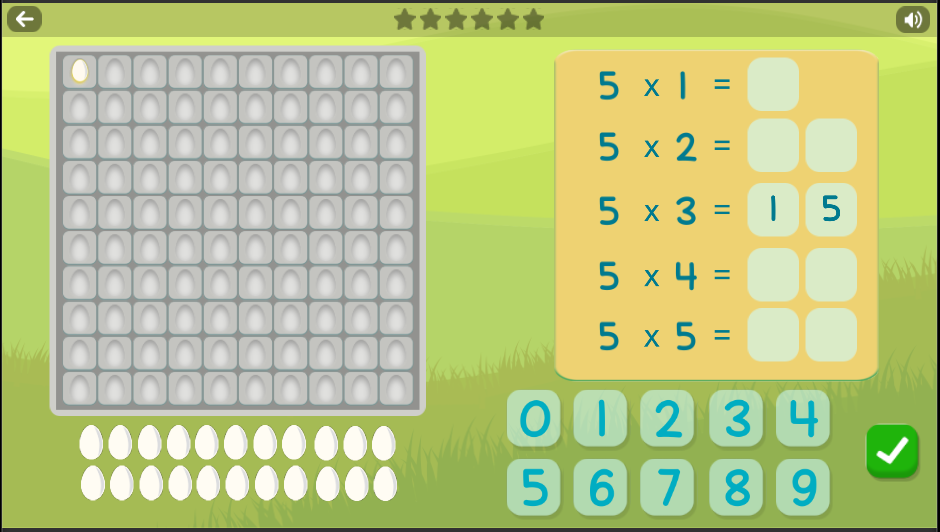 5 x 1 =
5 x 2 =
5 x 3 = 1 5
5 x 4 =
5 x 5 =
0 1 2 3 4
5 6 7 8 9